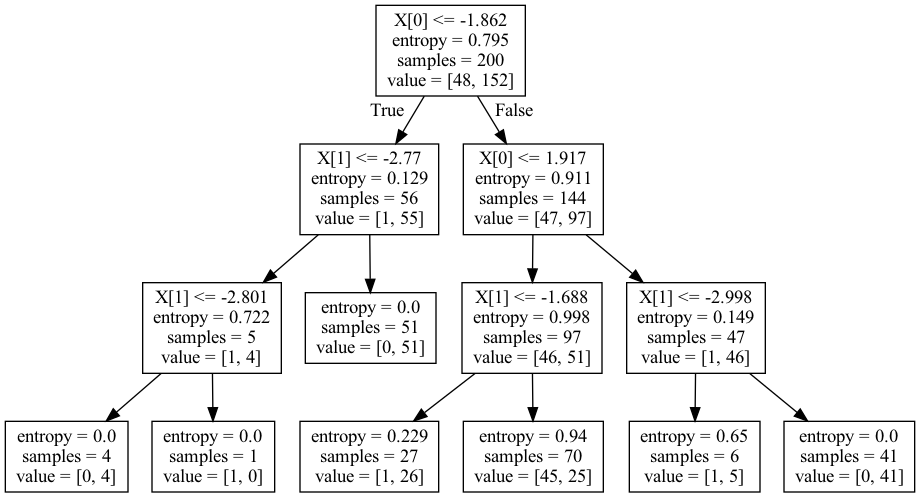 X[0] <= -1.862
entropy = 0.795
samples = 200
value = [48, 152]
True
False
X[1] <= -2.77
entropy = 0.129
samples = 56
value = [1, 55]
X[0] <= 1.917
entropy = 0.911
samples = 144
value = [47, 97]
X[1] <= -2.801
entropy = 0.722
samples = 5
value = [1, 4]
entropy = 0.0
samples = 51
value = [0, 51]
X[1] <= -1.688
entropy = 0.998
samples = 97
value = [46, 51]
X[1] <= -2.998
entropy = 0.149
samples = 47
value = [1, 46]
entropy = 0.0
samples = 4
value = [0, 4]
entropy = 0.0
samples = 1
value = [1, 0]
entropy = 0.229
samples = 27
value = [1, 26]
entropy = 0.94
samples = 70
value = [45, 25]
entropy = 0.65
samples = 6
value = [1, 5]
entropy = 0.0
samples = 41
value = [0, 41]